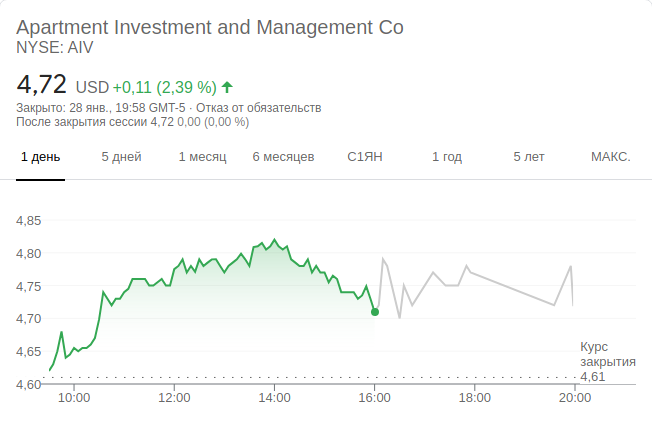 Apartment Investment and Management Co
NYSE: AIV
4,72 USD +0,11 (2,39 %)
Закрыто: 28 янв., 19:58 GMT-5 · Отказ от обязательств
После закрытия сессии 4,72 0,00 (0,00 %)
1 день 5 дней 1 месяц 6 месяцев С1ЯН 1 год 5 лет МАКС.
4,85
4,80
4,75
4,70
4,65
4,60
Курс
закрытия
4,61
10:00 12:00 14:00 16:00 18:00 20:00